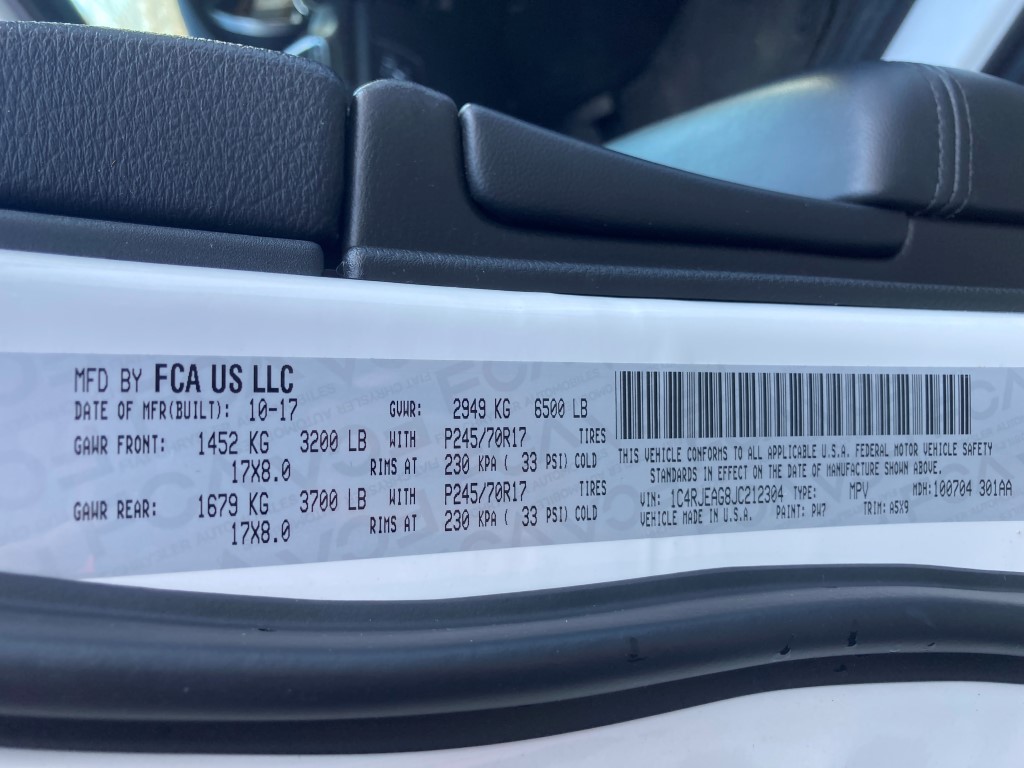 MFD BY FCA US LLC
DATE OF MFR(BUILT): 10-17 GVWR: 2949 KG 6500 LB
GAWR FRONT: 1452 KG 3200 LB WITH P245/70R17 TIRES
17X8.0 RIMS AT 230 KPA ( 33 PSI) COLD
GAWR REAR: 1679 KG 3700 LB WITH P245/70R17 TIRES
17X8.0 RIMS AT 230 KPA ( 33 PSI) COLD
THIS VEHICLE CONFORMS TO ALL APPLICABLE U.S.A. FEDERAL MOTOR VEHICLE SAFETY
STANDARDS IN EFFECT ON THE DATE OF MANUFACTURE SHOWN ABOVE.
VIN: 1C4RJEAG8JC212304 TYPE: MPV MDH:100704 301AA
VEHICLE MADE IN U.S.A. PAINT: PW7 TRIM: A5X9